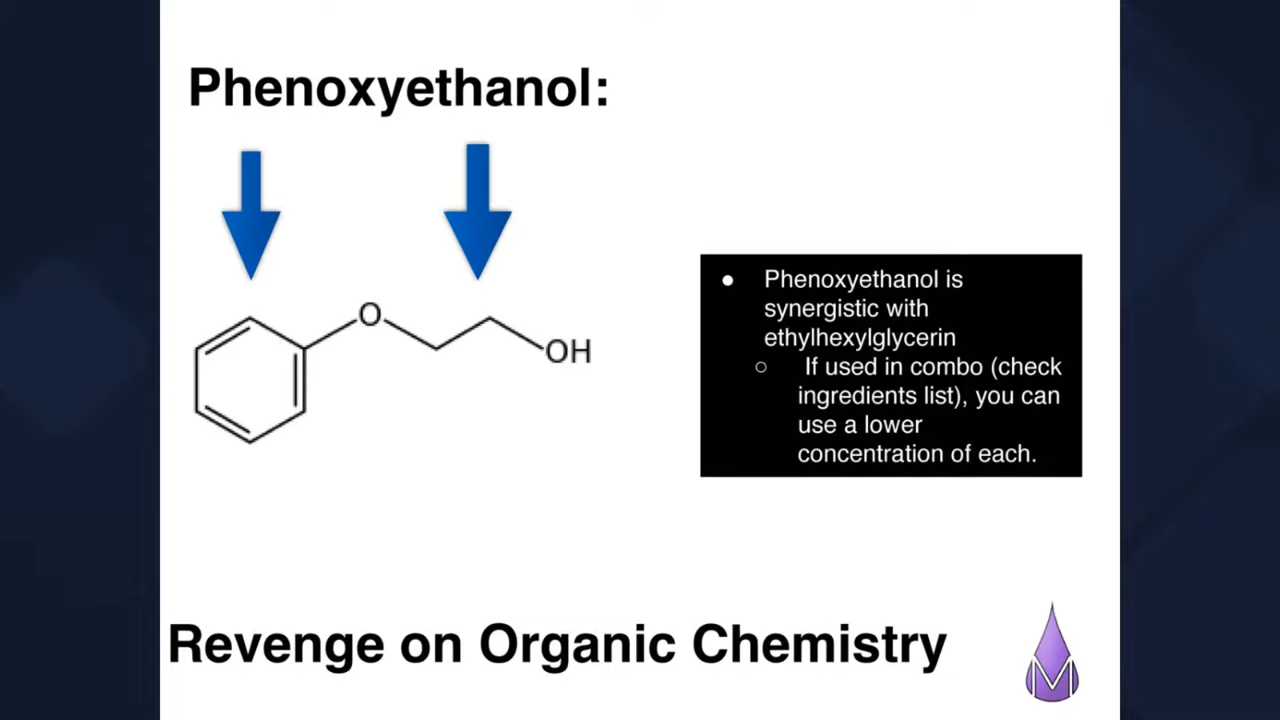 Phenoxyethanol:
O
OH
● Phenoxyethanol is
synergistic with
ethylhexylglycerin
○ If used in combo (check
ingredients list), you can
use a lower
concentration of each.
Revenge on Organic Chemistry
M